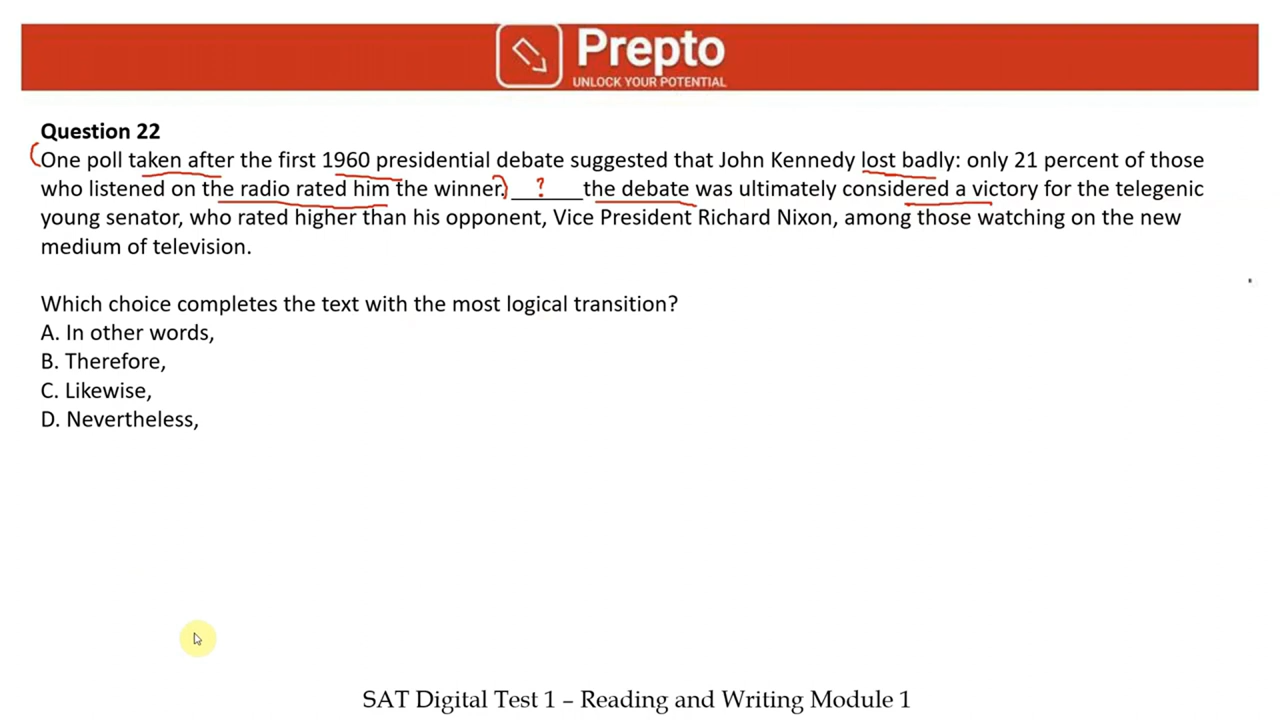 Prepto
UNLOCK YOUR POTENTIAL
Question 22
One poll taken after the first 1960 presidential debate suggested that John Kennedy lost badly: only 21 percent of those
who listened on the radio rated him the winner. ______ the debate was ultimately considered a victory for the telegenic
young senator, who rated higher than his opponent, Vice President Richard Nixon, among those watching on the new
medium of television.
Which choice completes the text with the most logical transition?
A. In other words,
B. Therefore,
C. Likewise,
D. Nevertheless,
SAT Digital Test 1 – Reading and Writing Module 1